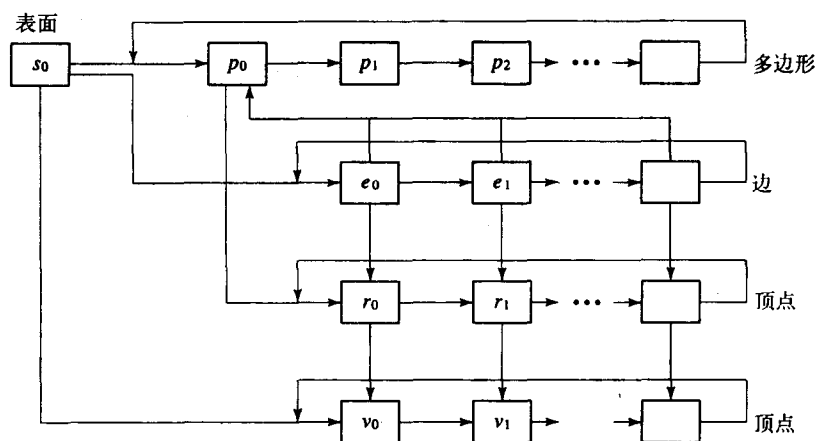 表面
s0 p0 p1 p2 ••• 多边形
e0 e1 ••• 边
r0 r1 ••• 顶点
v0 v1 顶点